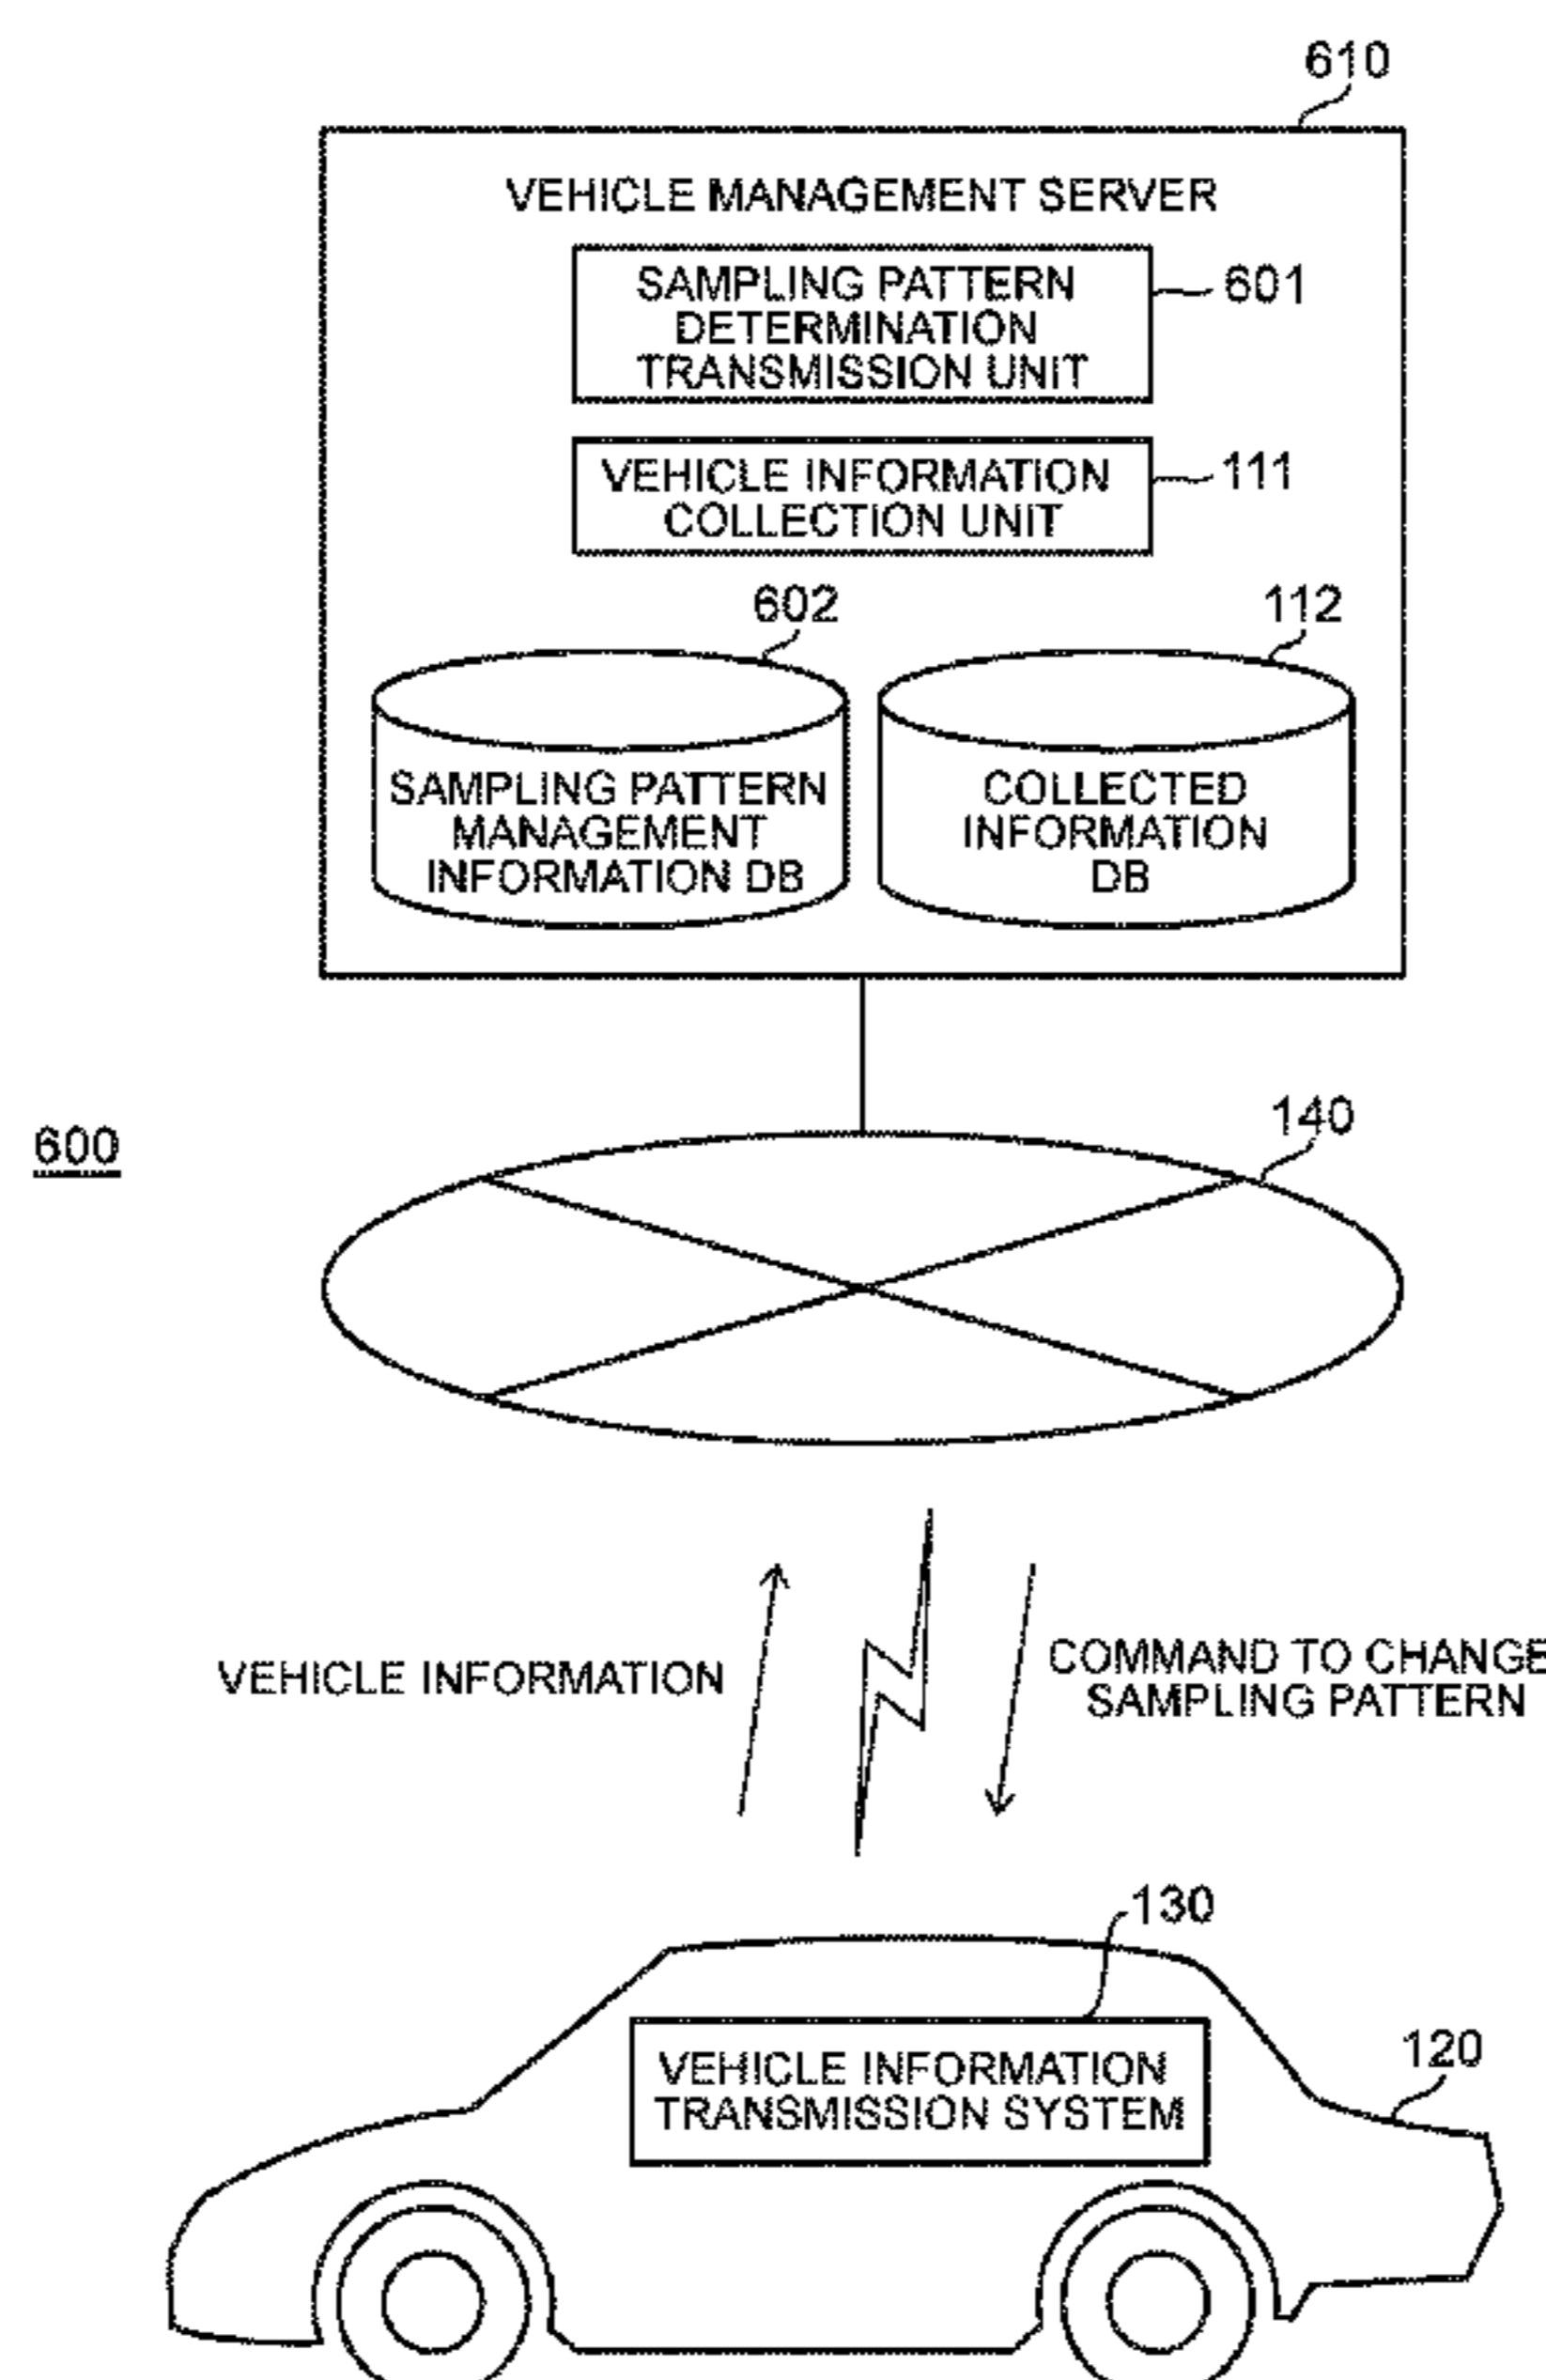 610
VEHICLE MANAGEMENT SERVER
SAMPLING PATTERN
DETERMINATION
TRANSMISSION UNIT
601
VEHICLE INFORMATION
COLLECTION UNIT
111
602
112
SAMPLING PATTERN
MANAGEMENT
INFORMATION DB
COLLECTED
INFORMATION
DB
600
140
VEHICLE INFORMATION
COMMAND TO CHANGE
SAMPLING PATTERN
130
VEHICLE INFORMATION
TRANSMISSION SYSTEM
120